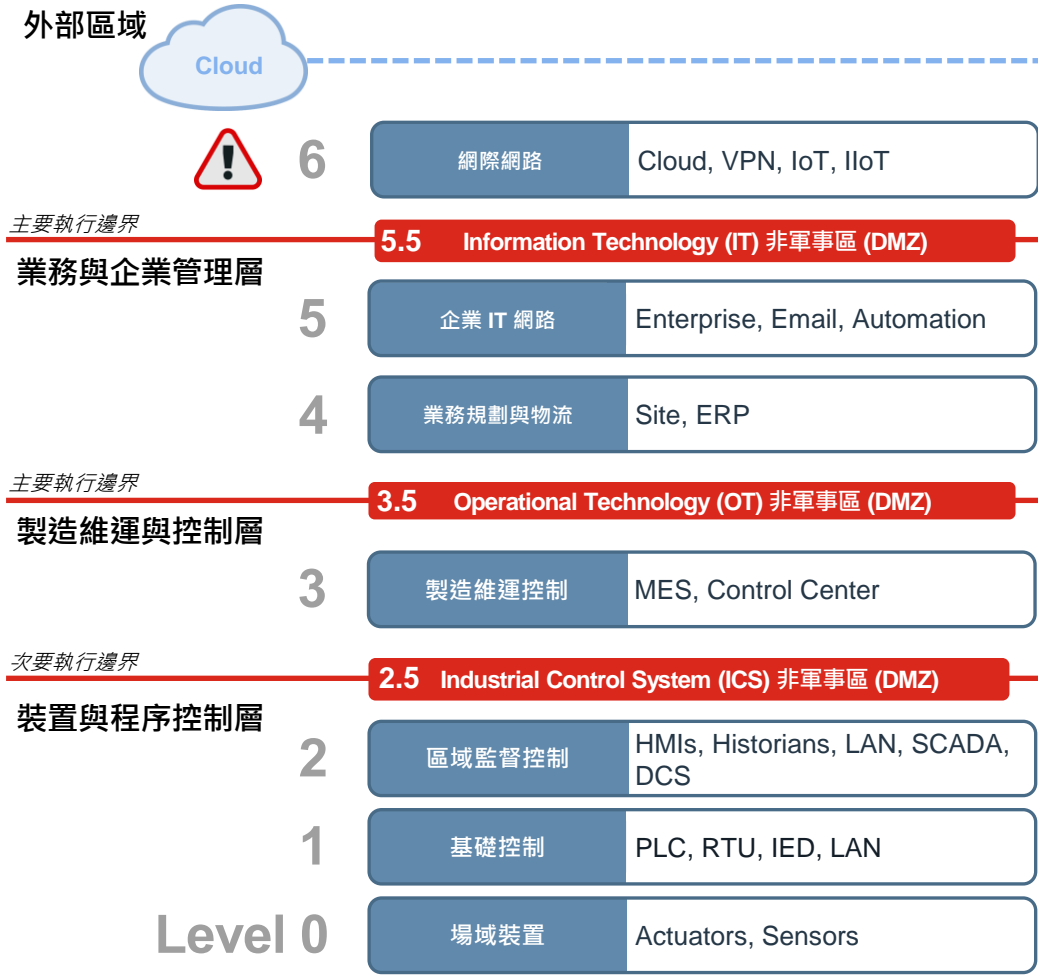 外部區域
Cloud
6
網際網路
Cloud, VPN, IoT, IIoT
主要執行邊界
5.5 Information Technology (IT) 非軍事區 (DMZ)
業務與企業管理層
5
企業 IT 網路
Enterprise, Email, Automation
4
業務規劃與物流
Site, ERP
主要執行邊界
3.5 Operational Technology (OT) 非軍事區 (DMZ)
製造維運與控制層
3
製造維運控制
MES, Control Center
次要執行邊界
2.5 Industrial Control System (ICS) 非軍事區 (DMZ)
裝置與程序控制層
2
區域監督控制
HMIs, Historians, LAN, SCADA,
DCS
1
基礎控制
PLC, RTU, IED, LAN
Level 0
場域裝置
Actuators, Sensors